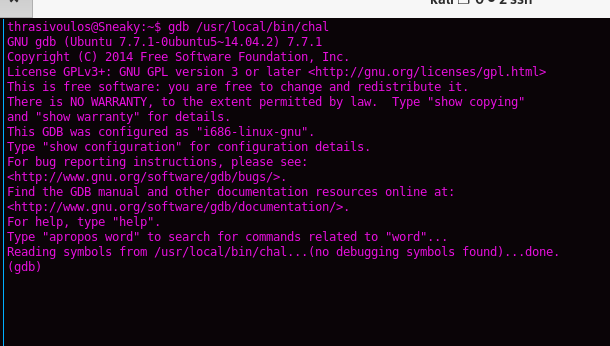 thrasivoulos@Sneaky:~$ gdb /usr/local/bin/chal
GNU gdb (Ubuntu 7.7.1-0ubuntu5~14.04.2) 7.7.1
Copyright (C) 2014 Free Software Foundation, Inc.
License GPLv3+: GNU GPL version 3 or later <http://gnu.org/licenses/gpl.html>
This is free software: you are free to change and redistribute it.
There is NO WARRANTY, to the extent permitted by law.  Type "show copying"
and "show warranty" for details.
This GDB was configured as "i686-linux-gnu".
Type "show configuration" for configuration details.
For bug reporting instructions, please see:
<http://www.gnu.org/software/gdb/bugs/>.
Find the GDB manual and other documentation resources online at:
<http://www.gnu.org/software/gdb/documentation/>.
For help, type "help".
Type "apropos word" to search for commands related to "word"...
Reading symbols from /usr/local/bin/chal...(no debugging symbols found)...done.
(gdb)